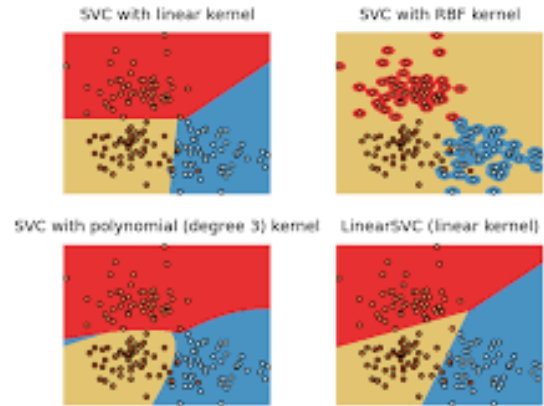 SVC with linear kernel
SVC with RBF kernel
SVC with polynomial (degree 3) kernel
LinearSVC (linear kernel)